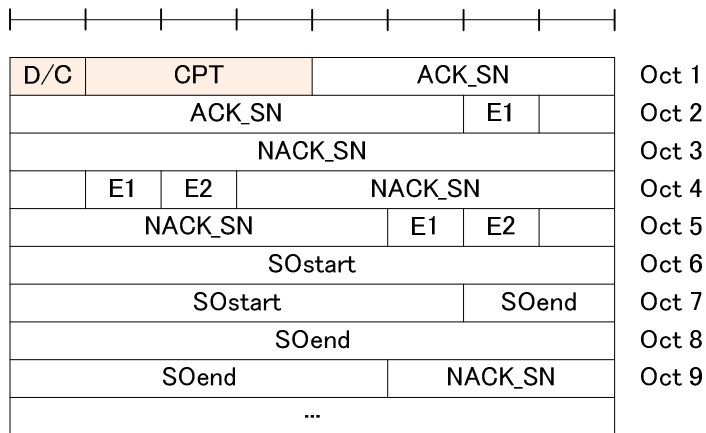 D/C CPT ACK_SN Oct 1
ACK_SN E1 Oct 2
NACK_SN Oct 3
E1 E2 NACK_SN Oct 4
NACK_SN E1 E2 Oct 5
SOstart Oct 6
SOstart SOend Oct 7
SOend Oct 8
SOend NACK_SN Oct 9
...